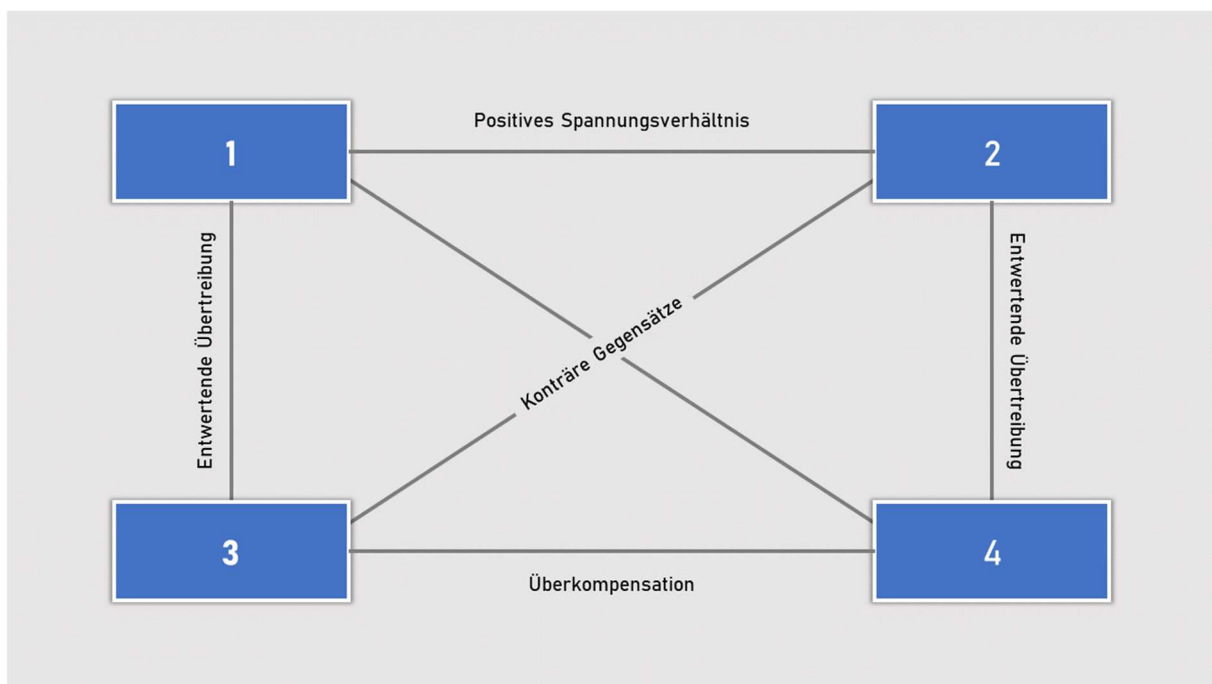 Positives Spannungsverhältnis
1
2
Entwertende Übertreibung
Konträre Gegensätze
Entwertende Übertreibung
3
4
Überkompensation